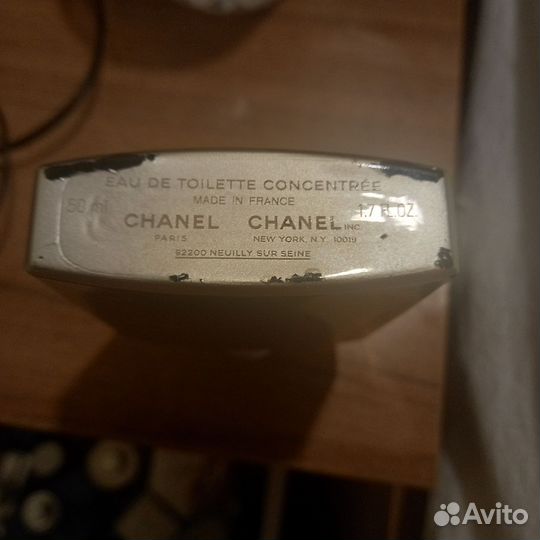 EAU DE TOILETTE CONCENTRÉE
MADE IN FRANCE
50 ml CHANEL CHANEL INC. 1.7 FL.OZ.
PARIS NEW YORK, N.Y. 10019
92200 NEUILLY SUR SEINE
Avito